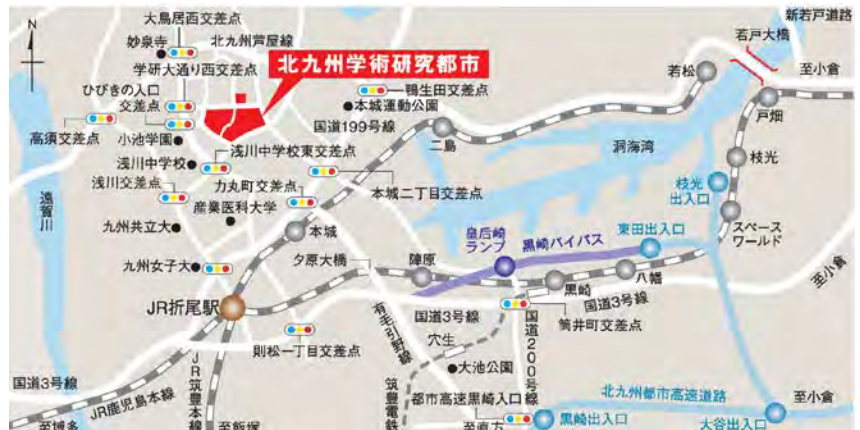 大鳥居西交差点
新若戸道路
N
妙泉寺
北九州芦屋線
若戸大橋
学研大通り西交差点
北九州学術研究都市
若松
至小倉
ひびきの入口
交差点
鴨生田交差点
本城運動公園
戸畑
高須交差点
小池学園
国道199号線
二島
洞海湾
浅川中学校東交差点
浅川中学校
枝光
浅川交差点
力丸町交差点
本城二丁目交差点
枝光
出入口
遠賀川
産業医科大学
九州共立大
皇后崎
ランプ
黒崎バイパス
東田出入口
スペース
ワールド
本城
九州女子大
夕原大橋
陣原
黒崎
八幡
至小倉
JR折尾駅
国道3号線
国道3号線
筒井町交差点
有毛引野線
則松一丁目交差点
穴生
国道200号線
大池公園
国道3号線
JR鹿児島本線
JR筑豊本線
筑豊電鉄
都市高速黒崎入口
北九州都市高速道路
至小倉
至博多
至飯塚
至直方
黒崎出入口
大谷出入口